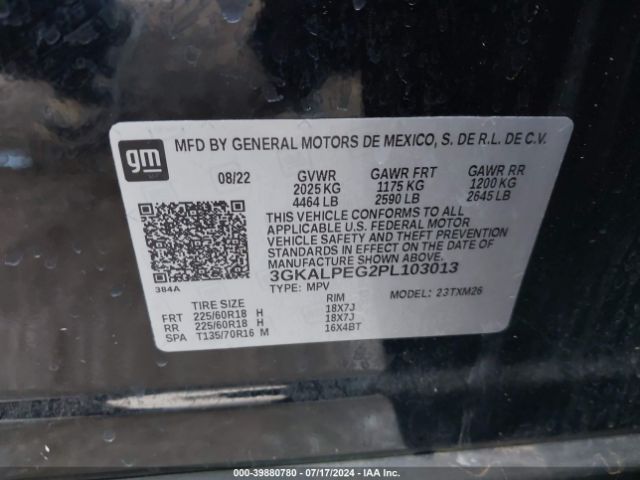 gm
MFD BY GENERAL MOTORS DE MEXICO, S. DE R.L. DE C.V.
08/22 GVWR GAWR FRT GAWR RR
2025 KG 1175 KG 1200 KG
4464 LB 2590 LB 2645 LB
THIS VEHICLE CONFORMS TO ALL
APPLICABLE U.S. FEDERAL MOTOR
VEHICLE SAFETY AND THEFT PREVENTION
STANDARDS IN EFFECT ON THE DATE OF
MANUFACTURE SHOWN ABOVE.
3GKALPEG2PL103013
384A TYPE: MPV MODEL: 23TXM26
TIRE SIZE RIM
FRT 225/60R18 H 18X7J
RR 225/60R18 H 18X7J
SPA T135/70R16 M 16X4BT
000-39880780 - 07/17/2024 - IAA Inc.